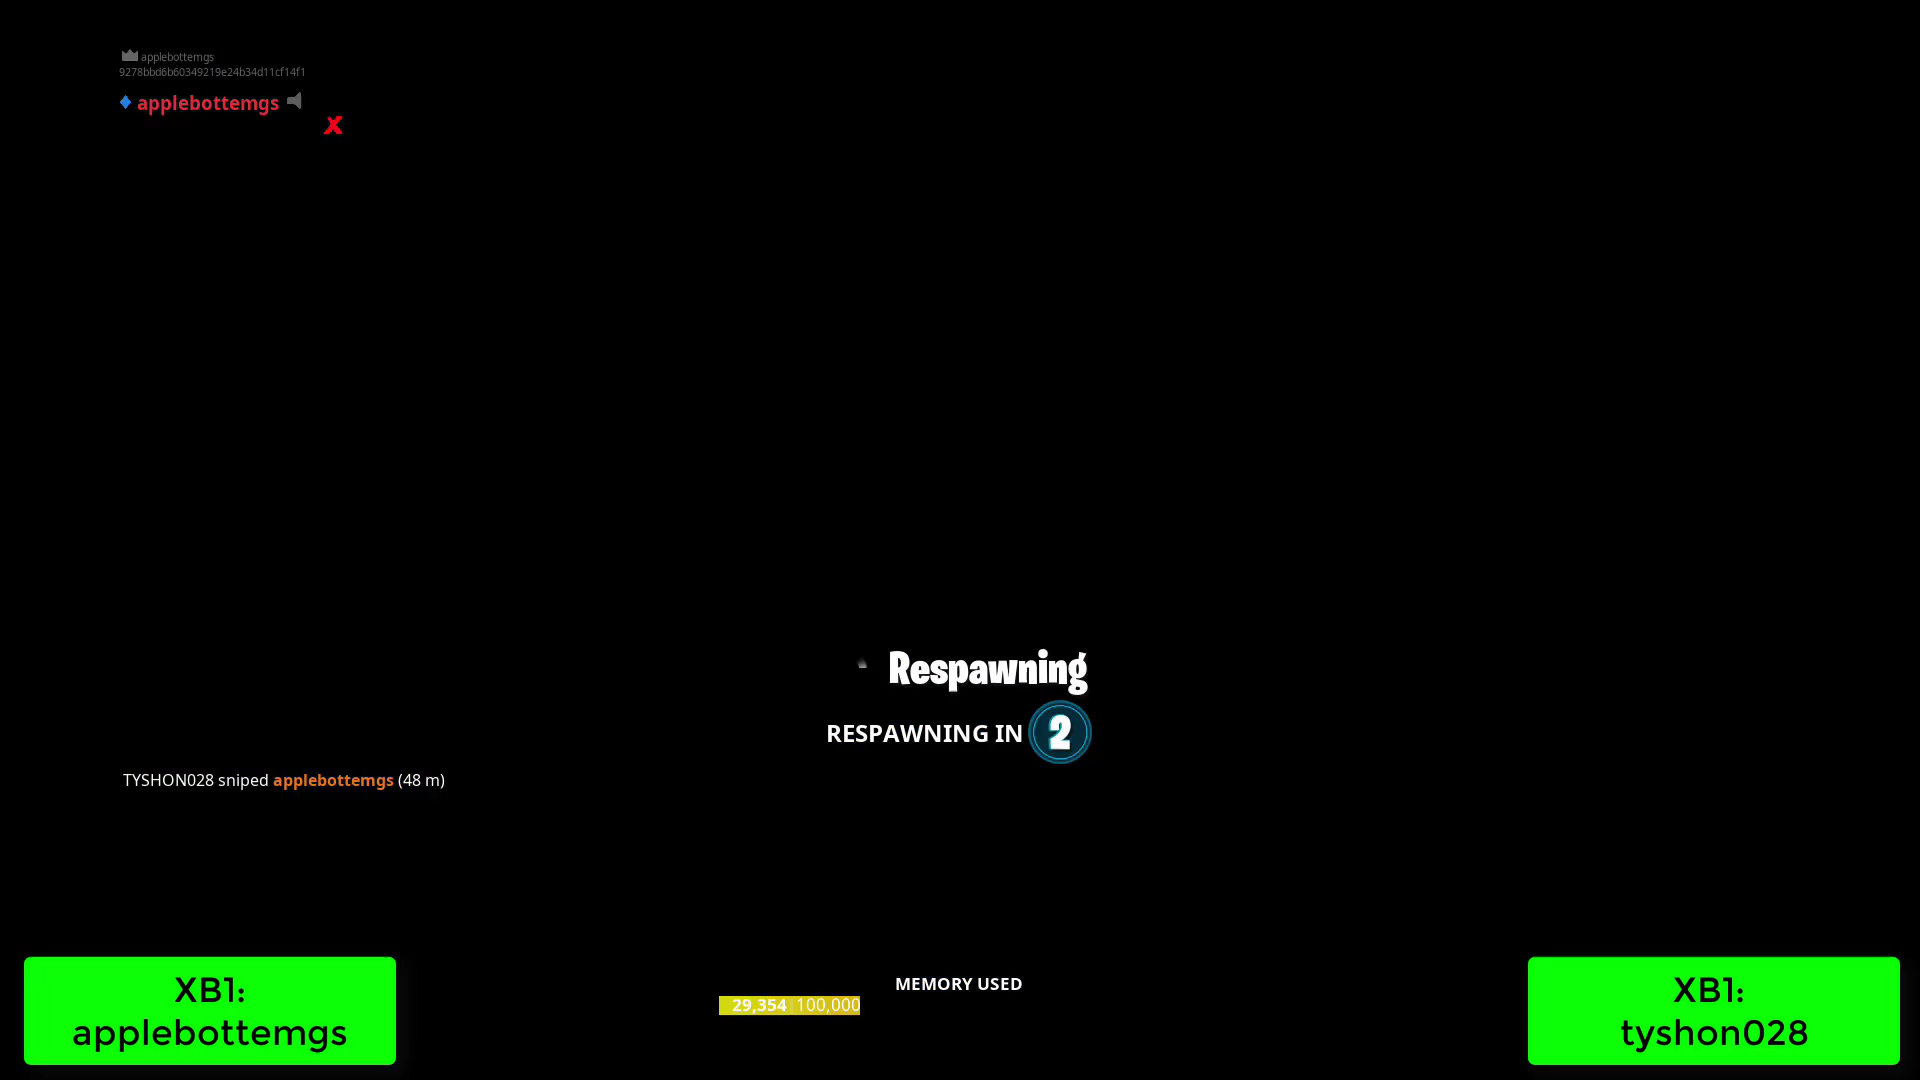 applebottemgs
9278bbd6b60349219e24b34d11cf14f1
applebottemgs
X
Respawning
RESPAWNING IN 2
TYSHON028 sniped applebottemgs (48 m)
MEMORY USED
29,354 | 100,000
XB1:
applebottemgs
XB1:
tyshon028